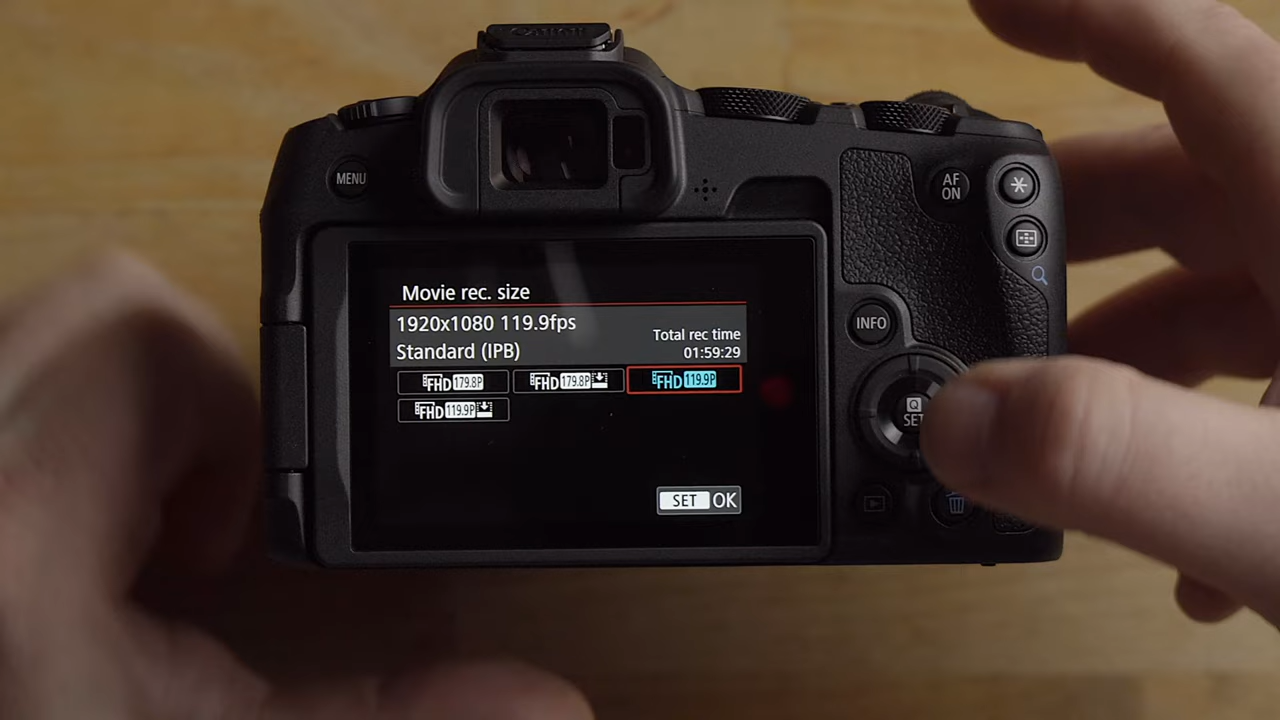 Canon
MENU
AF
ON
INFO
Q
SET
Movie rec. size
1920x1080 119.9fps
Standard (IPB)
Total rec time
01:59:29
FHD 179.8P
FHD 179.8P
FHD 119.9P
FHD 119.9P
SET OK